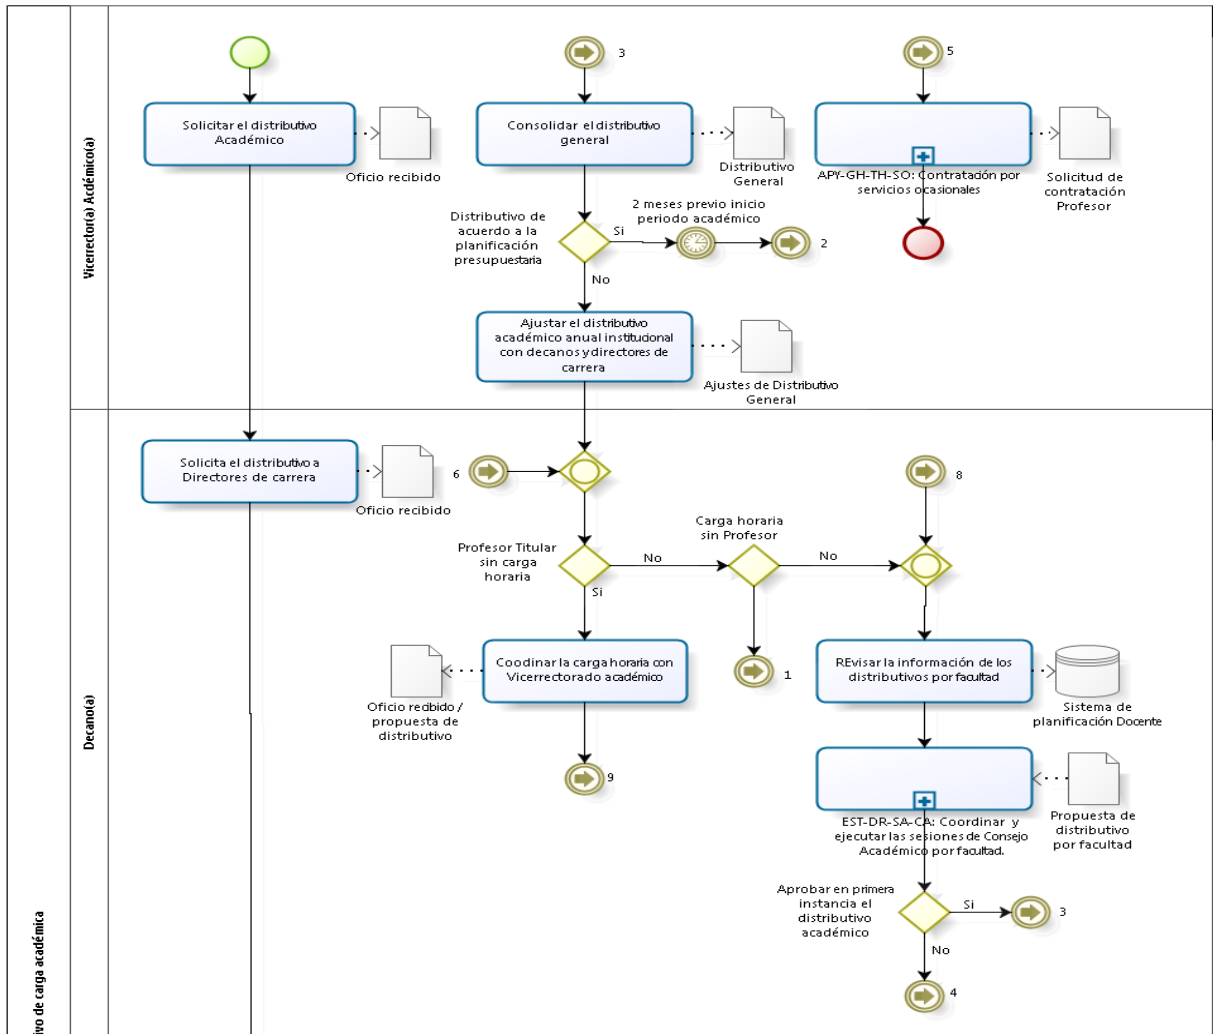 Vicerrector(a) Acdémico(a)
3
5
Solicitar el distributivo
Académico
Oficio recibido
Consolidar el distributivo
general
Distributivo
General
APY-GH-TH-SO: Contratación por
servicios ocasionales
Solicitud de
contratación
Profesor
Distributivo de
acuerdo a la
planificación
presupuestaria
Si
2 meses previo inicio
periodo académico
2
No
Ajustar el distributivo
académico anual institucional
con decanos y directores de
carrera
Ajustes de Distributivo
General
Decano(a)
Solicita el distributivo a
Directores de carrera
Oficio recibido
6
8
Profesor Titular
sin carga
horaria
No
Carga horaria
sin Profesor
No
Si
Coodinar la carga horaria con
Vicerrectorado académico
Oficio recibido /
propuesta de
distributivo
1
REvisar la información de los
distributivos por facultad
Sistema de
planificación Docente
9
EST-DR-SA-CA: Coordinar y
ejecutar las sesiones de Consejo
Académico por facultad.
Propuesta de
distributivo
por facultad
Aprobar en primera
instancia el
distributivo
académico
Si
3
No
4
ivo de carga académica